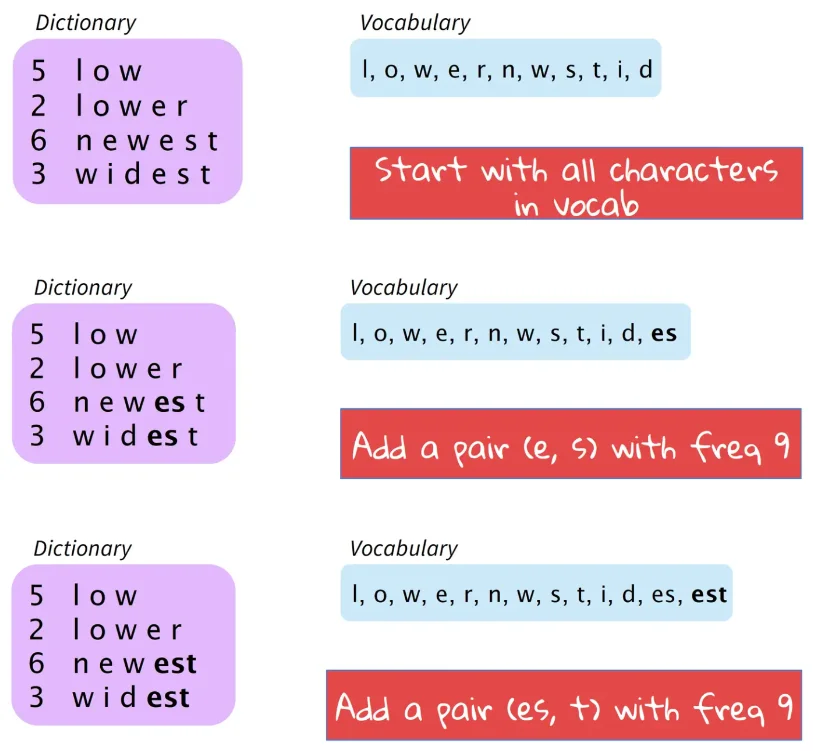 Dictionary
5 l o w
2 l o w e r
6 n e w e s t
3 w i d e s t
Vocabulary
l, o, w, e, r, n, w, s, t, i, d
Start with all characters
in vocab
Dictionary
5 l o w
2 l o w e r
6 n e w es t
3 w i d es t
Vocabulary
l, o, w, e, r, n, w, s, t, i, d, es
Add a pair (e, s) with freq 9
Dictionary
5 l o w
2 l o w e r
6 n e w est
3 w i d est
Vocabulary
l, o, w, e, r, n, w, s, t, i, d, es, est
Add a pair (es, t) with freq 9